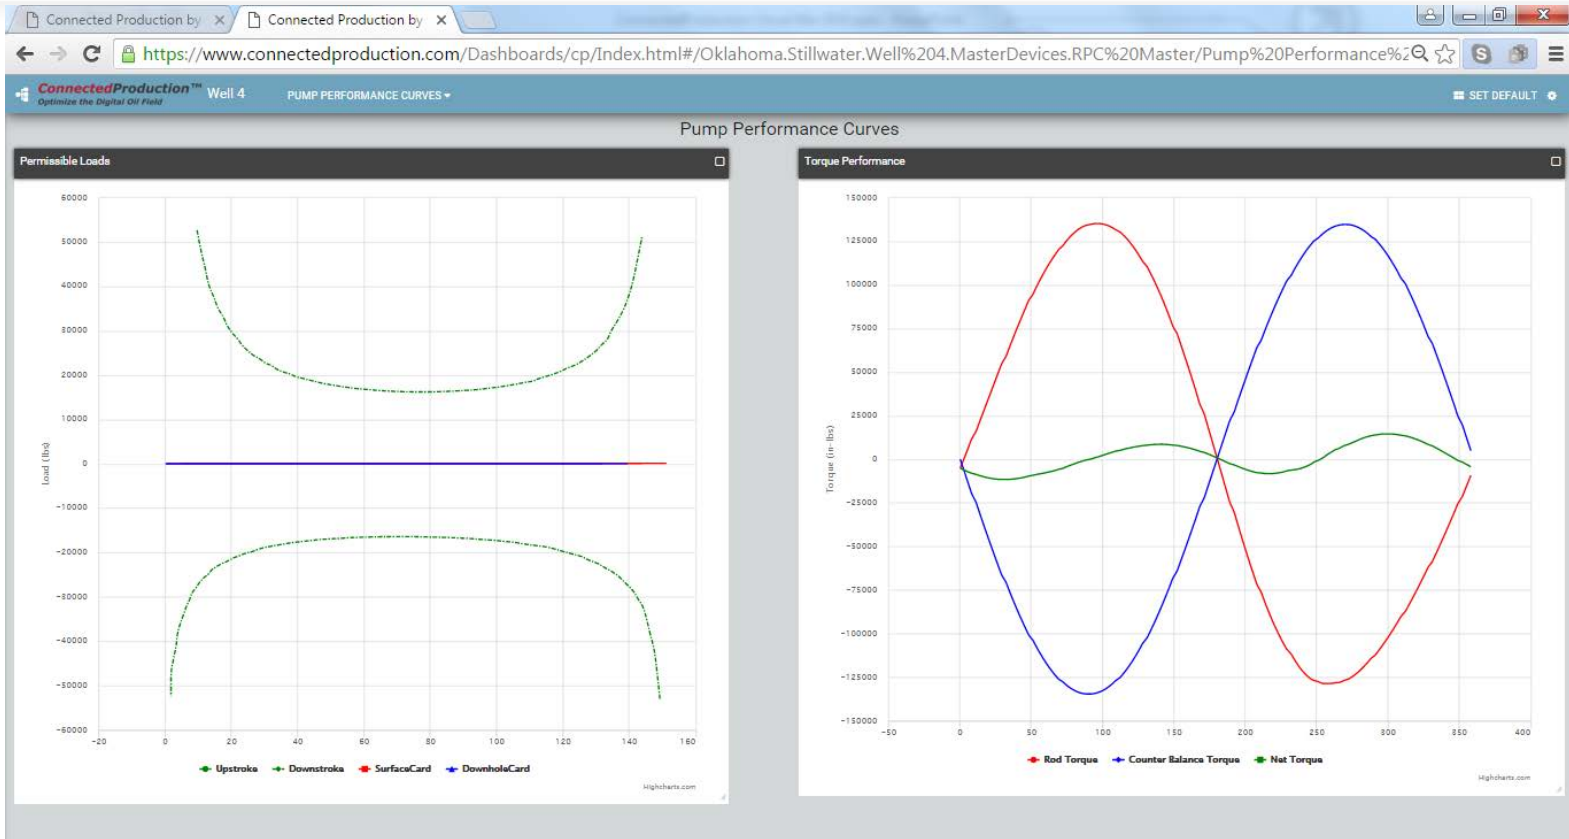 Connected Production by
Connected Production by
https://www.connectedproduction.com/Dashboards/cp/Index.html#/Oklahoma.Stillwater.Well%204.MasterDevices.RPC%20Master/Pump%20Performance%2
ConnectedProduction™ Well 4 PUMP PERFORMANCE CURVES SET DEFAULT
Optimize the Digital Oil Field
Pump Performance Curves
Permissible Loads
60000
50000
40000
30000
20000
10000
0
-10000
-20000
-30000
-40000
-50000
-60000
Load (lbs)
-20 0 20 40 60 80 100 120 140 160
Upstroke Downstroke SurfaceCard DownholeCard
Highcharts.com
Torque Performance
150000
125000
100000
75000
50000
25000
0
-25000
-50000
-75000
-100000
-125000
-150000
Torque (in-lbs)
-50 0 50 100 150 200 250 300 350 400
Rod Torque Counter Balance Torque Net Torque
Highcharts.com